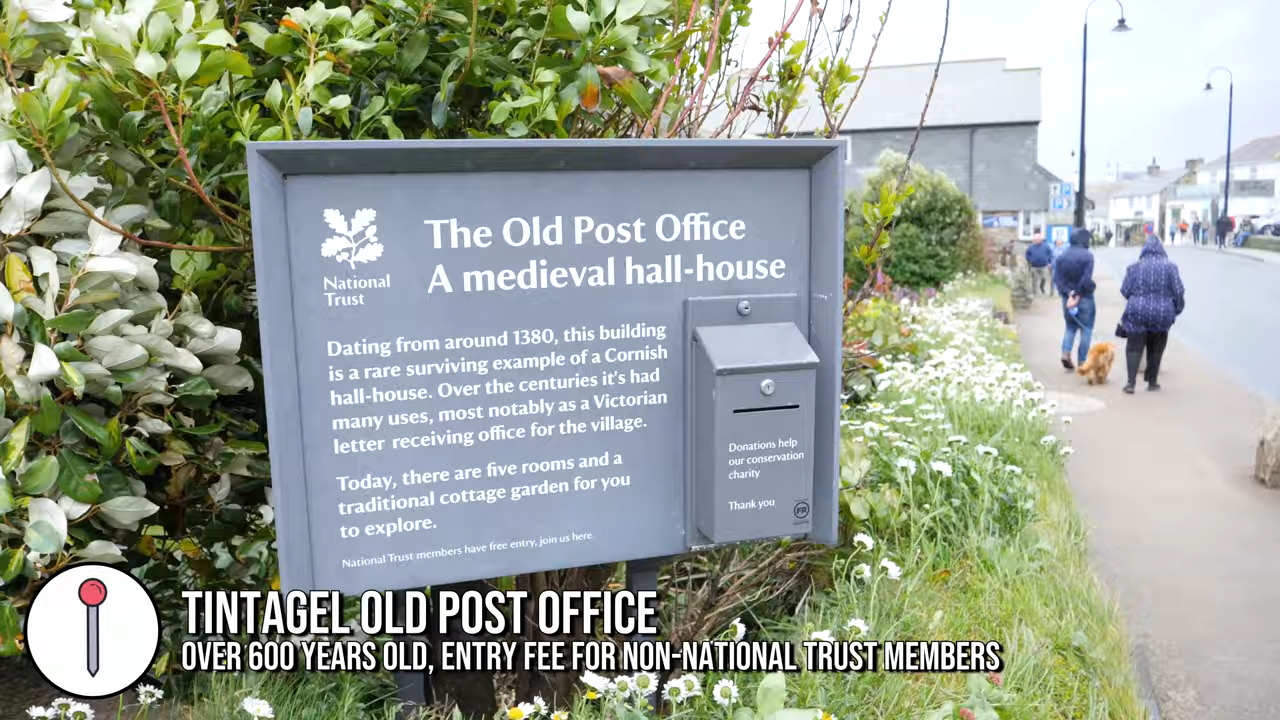 The Old Post Office
A medieval hall-house
National
Trust
Dating from around 1380, this building
is a rare surviving example of a Cornish
hall-house. Over the centuries it's had
many uses, most notably as a Victorian
letter receiving office for the village.
Today, there are five rooms and a
traditional cottage garden for you
to explore.
National Trust members have free entry, join us here
Donations help
our conservation
charity
Thank you
FR
P
TINTAGEL OLD POST OFFICE
OVER 600 YEARS OLD, ENTRY FEE FOR NON-NATIONAL TRUST MEMBERS